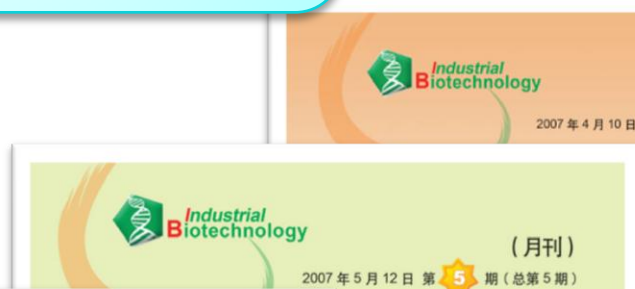 Industrial
Biotechnology
2007 年 4 月 10 日
Industrial
Biotechnology
(月刊)
2007 年 5 月 12 日 第 5 期 (总第 5 期)